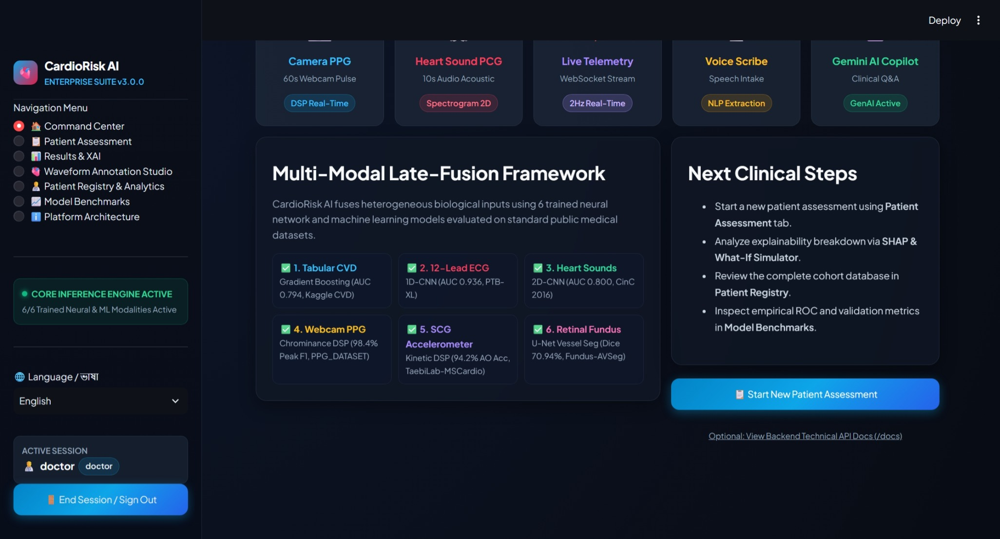 Deploy
CardioRisk AI
ENTERPRISE SUITE v3.0.0
Navigation Menu
Command Center
Patient Assessment
Results & XAI
Waveform Annotation Studio
Patient Registry & Analytics
Model Benchmarks
Platform Architecture
CORE INFERENCE ENGINE ACTIVE
6/6 Trained Neural & ML Modalities Active
Language / ভাষা
English
ACTIVE SESSION
doctor doctor
End Session / Sign Out
Camera PPG
60s Webcam Pulse
DSP Real-Time
Heart Sound PCG
10s Audio Acoustic
Spectrogram 2D
Live Telemetry
WebSocket Stream
2Hz Real-Time
Voice Scribe
Speech Intake
NLP Extraction
Gemini AI Copilot
Clinical Q&A
GenAI Active
Multi-Modal Late-Fusion Framework
CardioRisk AI fuses heterogeneous biological inputs using 6 trained neural
network and machine learning models evaluated on standard public medical
datasets.
1. Tabular CVD
Gradient Boosting (AUC
0.794, Kaggle CVD)
2. 12-Lead ECG
1D-CNN (AUC 0.936, PTB-
XL)
3. Heart Sounds
2D-CNN (AUC 0.800, CinC
2016)
4. Webcam PPG
Chrominance DSP (98.4%
Peak F1, PPG_DATASET)
5. SCG
Accelerometer
Kinetic DSP (94.2% AO Acc,
TaebiLab-MSCardio)
6. Retinal Fundus
U-Net Vessel Seg (Dice
70.94%, Fundus-AVSeg)
Next Clinical Steps
• Start a new patient assessment using Patient
Assessment tab.
• Analyze explainability breakdown via SHAP &
What-If Simulator.
• Review the complete cohort database in
Patient Registry.
• Inspect empirical ROC and validation metrics
in Model Benchmarks.
Start New Patient Assessment
Optional: View Backend Technical API Docs (/docs)